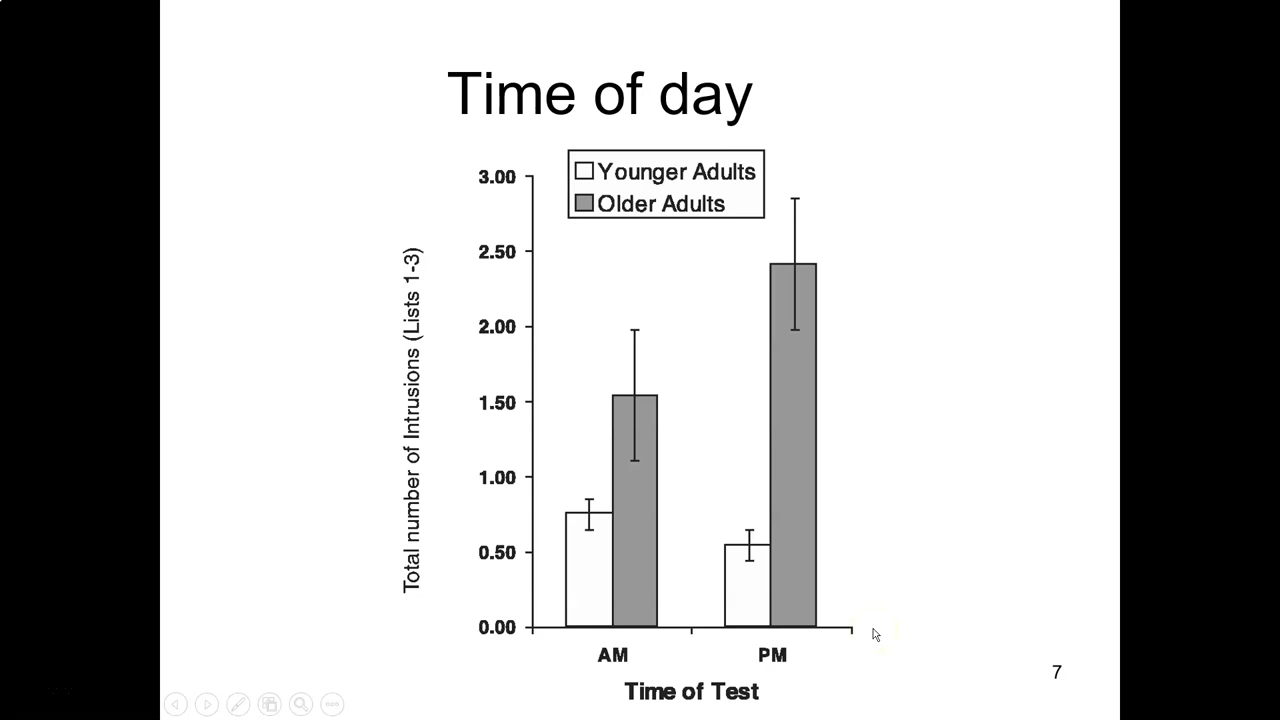 Time of day
Younger Adults
Older Adults
3.00
2.50
2.00
1.50
1.00
0.50
0.00
Total number of Intrusions (Lists 1-3)
AM
PM
Time of Test
7